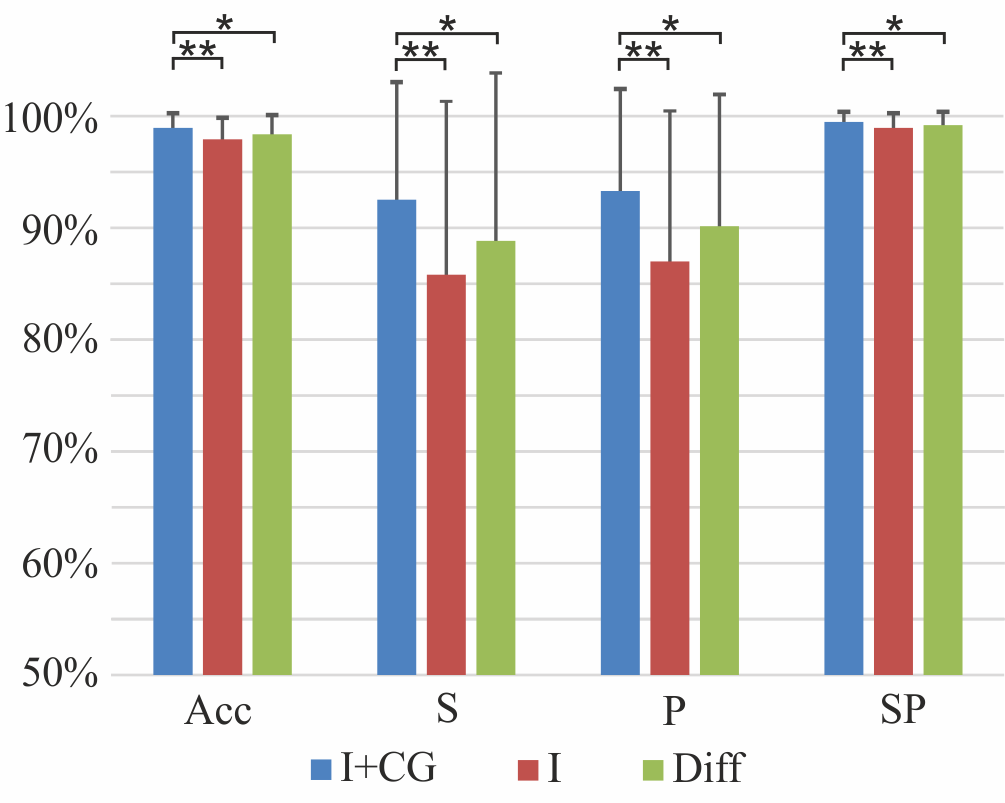 * * * *
** ** ** **
100%
90%
80%
70%
60%
50%
Acc S P SP
I+CG I Diff